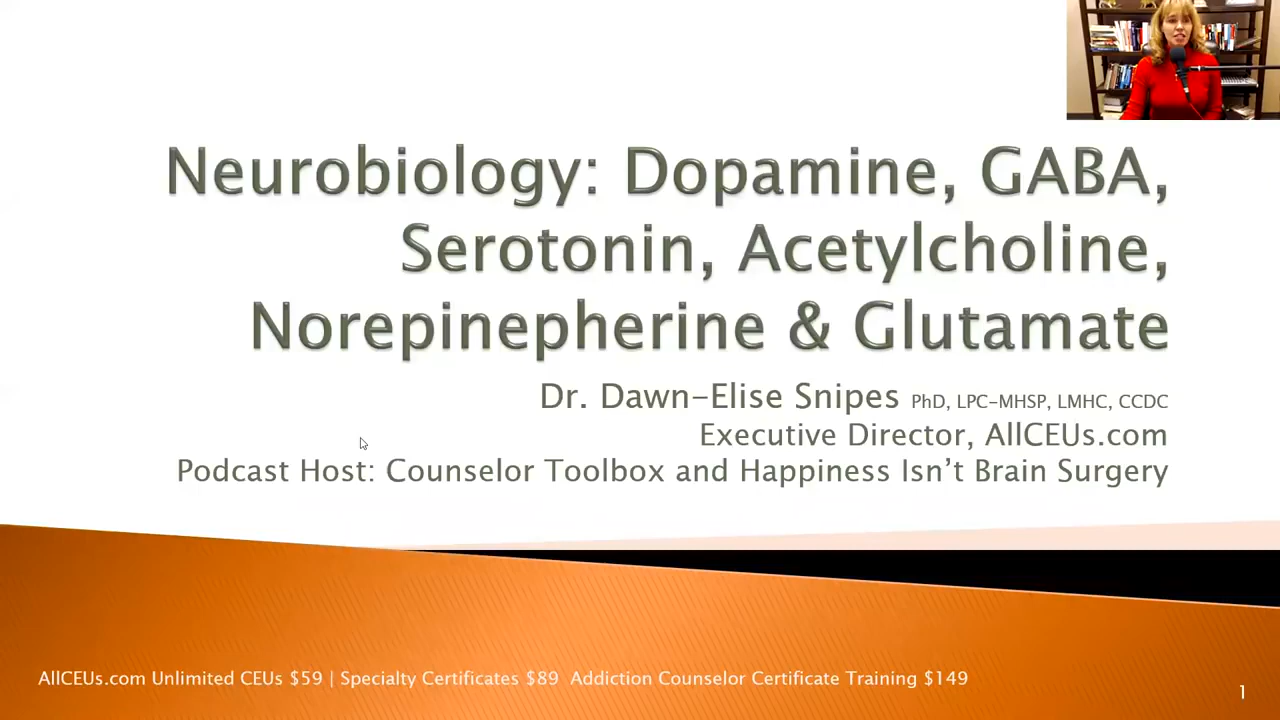 Neurobiology: Dopamine, GABA,
Serotonin, Acetylcholine,
Norepinepherine & Glutamate
Dr. Dawn-Elise Snipes PhD, LPC-MHSP, LMHC, CCDC
Executive Director, AllCEUs.com
Podcast Host: Counselor Toolbox and Happiness Isn’t Brain Surgery
AllCEUs.com Unlimited CEUs $59 | Specialty Certificates $89 Addiction Counselor Certificate Training $149
1